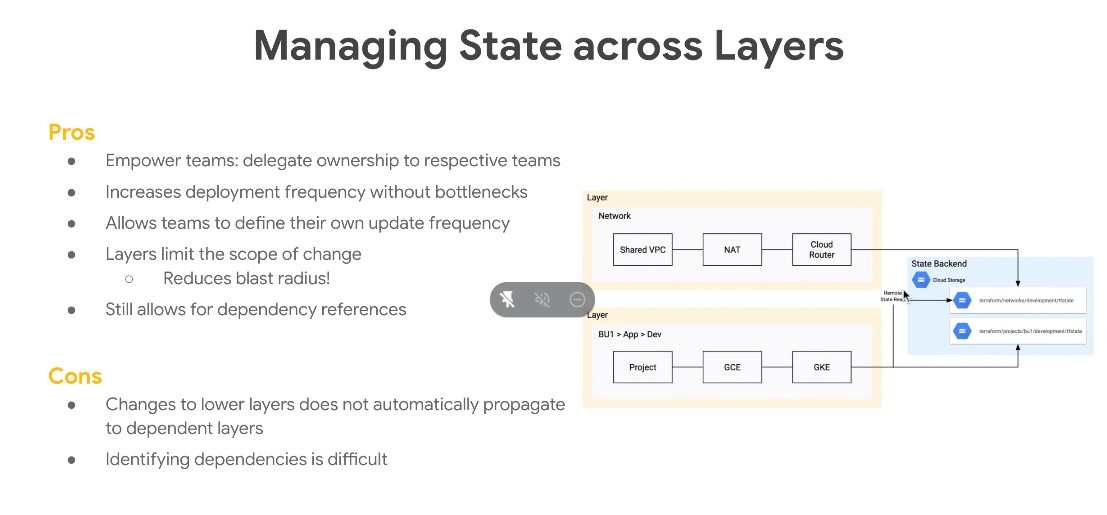 Managing State across Layers
Pros
Empower teams: delegate ownership to respective teams
Increases deployment frequency without bottlenecks
Allows teams to define their own update frequency
Layers limit the scope of change
Reduces blast radius!
Still allows for dependency references
Cons
Changes to lower layers does not automatically propagate
to dependent layers
Identifying dependencies is difficult
Layer
Network
Shared VPC
NAT
Cloud
Router
Layer
BU1 > App > Dev
Project
GCE
GKE
Remote
State
State Backend
Cloud Storage
terraform/networks/development/tfstate
terraform/projects/bu1/development/tfstate